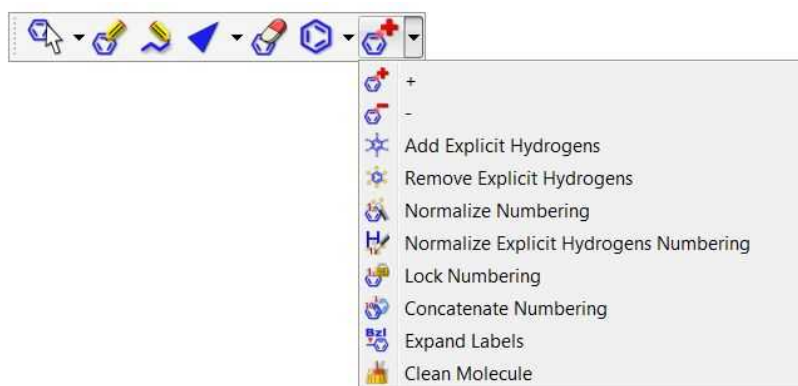 +
-
Add Explicit Hydrogens
Remove Explicit Hydrogens
Normalize Numbering
Normalize Explicit Hydrogens Numbering
Lock Numbering
Concatenate Numbering
Bzl
Expand Labels
Clean Molecule